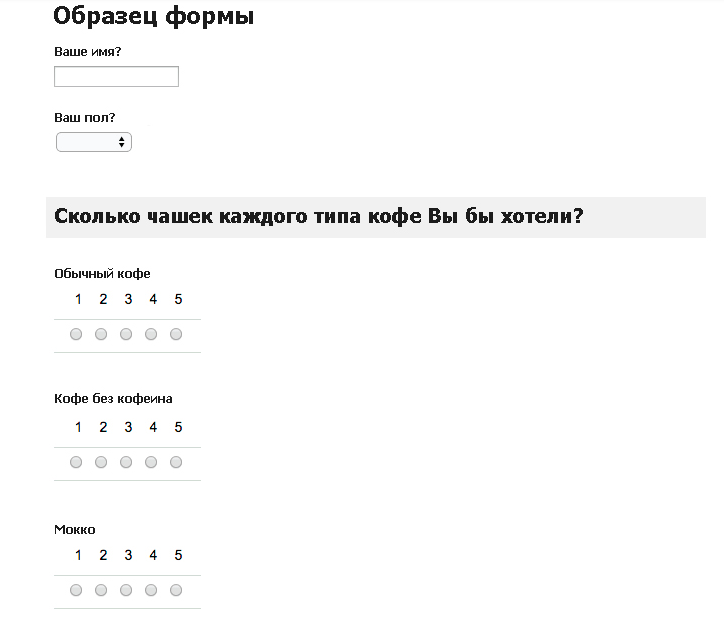 Образец формы
Ваше имя?
Ваш пол?
Сколько чашек каждого типа кофе Вы бы хотели?
Обычный кофе
1 2 3 4 5
Кофе без кофеина
1 2 3 4 5
Мокко
1 2 3 4 5